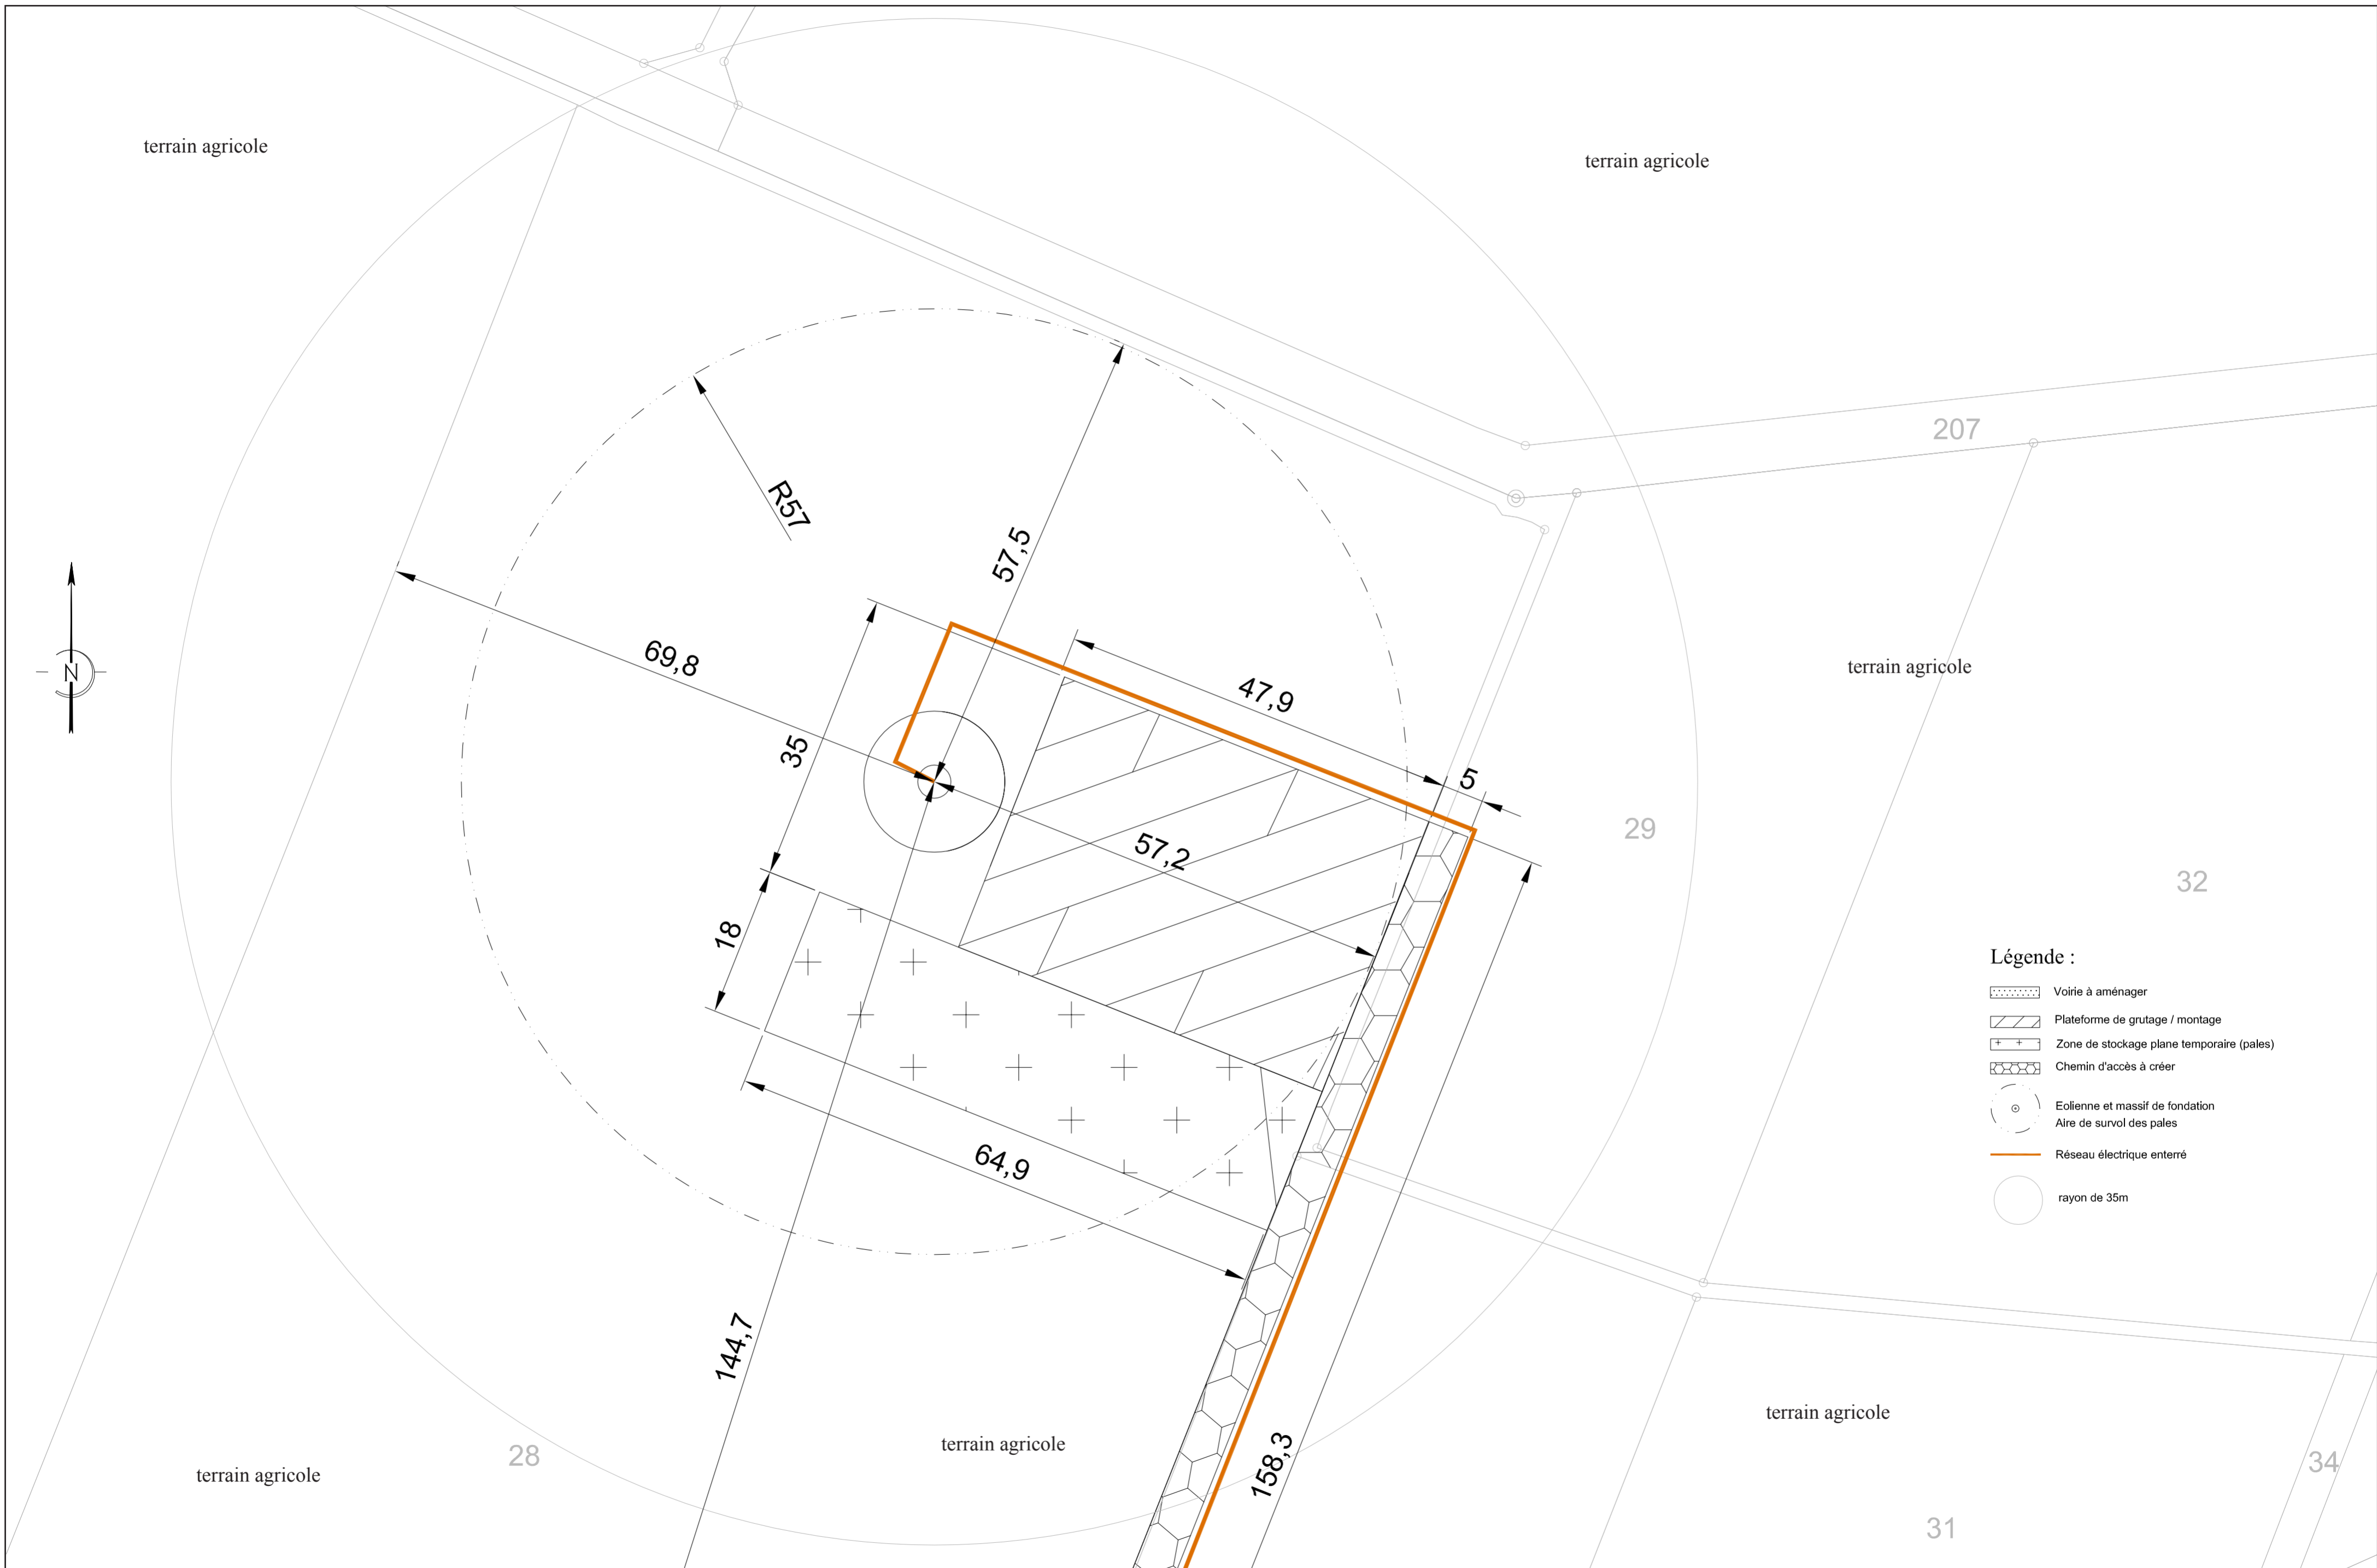 terrain agricole
terrain agricole
207
R57
57,5
N
69,8
47,9
terrain agricole
35
5
29
57,2
32
18
Légende :
Voirie à aménager
Plateforme de grutage / montage
Zone de stockage plane temporaire (pales)
Chemin d'accès à créer
Eolienne et massif de fondation
Aire de survol des pales
Réseau électrique enterré
rayon de 35m
64,9
144,7
terrain agricole
terrain agricole
28
158,3
34
terrain agricole
31